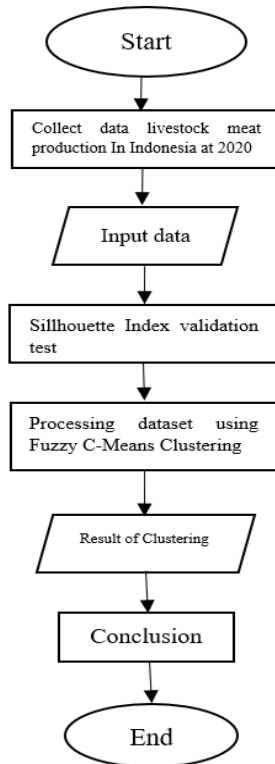 Start
Collect data livestock meat
production In Indonesia at 2020
Input data
Sillhouette Index validation
test
Processing dataset using
Fuzzy C-Means Clustering
Result of Clustering
Conclusion
End